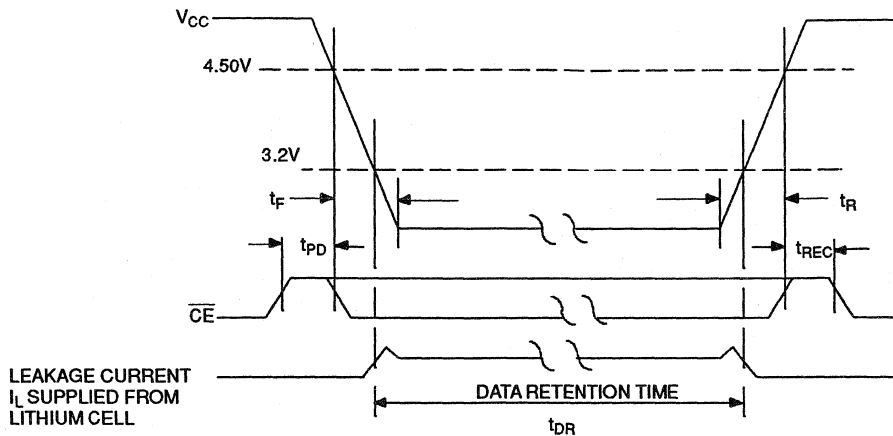 VCC
4.50V
3.2V
tF
tR
tPD
tREC
CE
LEAKAGE CURRENT
IL SUPPLIED FROM
LITHIUM CELL
DATA RETENTION TIME
tDR